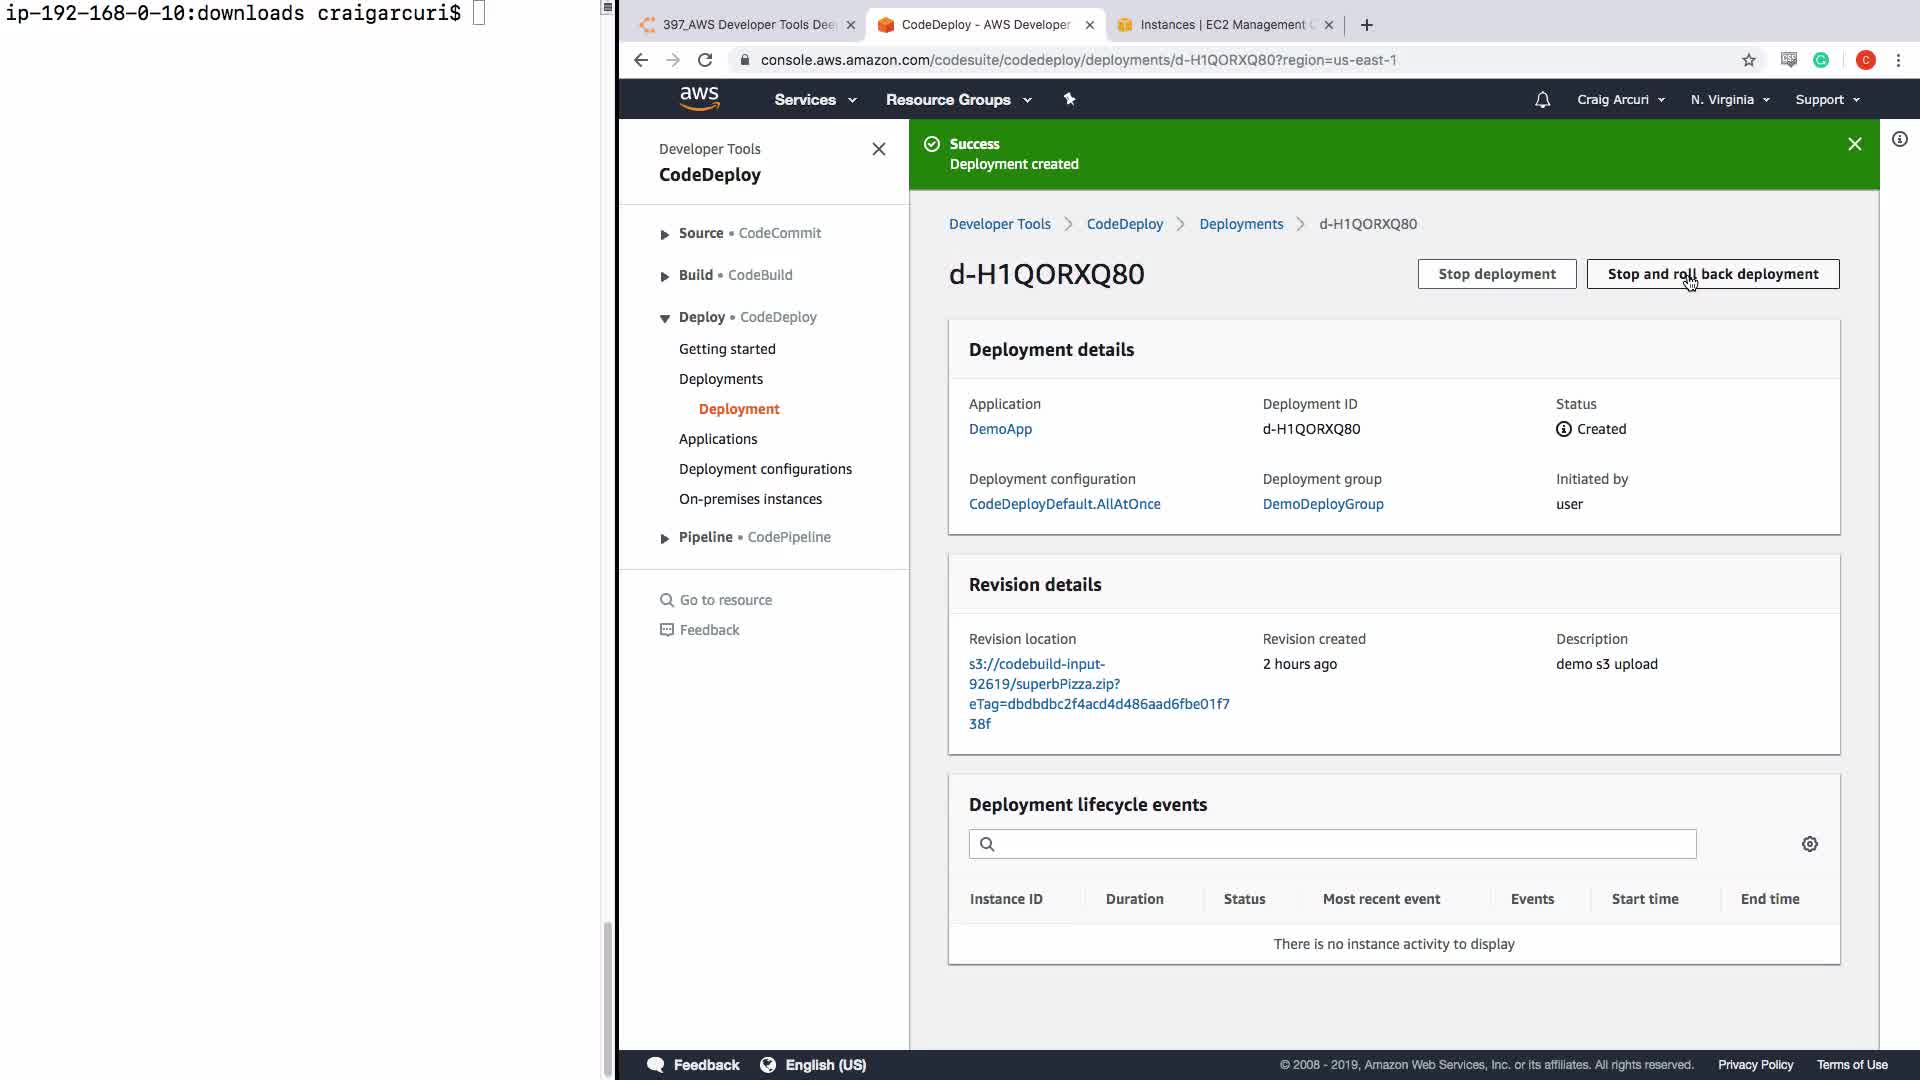 ip-192-168-0-10:downloads craigarcuri$
397_AWS Developer Tools Dee
CodeDeploy - AWS Developer
Instances | EC2 Management C
console.aws.amazon.com/codesuite/codedeploy/deployments/d-H1QORXQ80?region=us-east-1
C
aws
Services
Resource Groups
Craig Arcuri
N. Virginia
Support
Developer Tools
CodeDeploy
Source • CodeCommit
Build • CodeBuild
Deploy • CodeDeploy
Getting started
Deployments
Deployment
Applications
Deployment configurations
On-premises instances
Pipeline • CodePipeline
Go to resource
Feedback
Success
Deployment created
Developer Tools
CodeDeploy
Deployments
d-H1QORXQ80
d-H1QORXQ80
Stop deployment
Stop and roll back deployment
Deployment details
Application
DemoApp
Deployment ID
d-H1QORXQ80
Status
Created
Deployment configuration
CodeDeployDefault.AllAtOnce
Deployment group
DemoDeployGroup
Initiated by
user
Revision details
Revision location
s3://codebuild-input-
92619/superbPizza.zip?
eTag=dbdbdbc2f4acd4d486aad6fbe01f7
38f
Revision created
2 hours ago
Description
demo s3 upload
Deployment lifecycle events
Instance ID
Duration
Status
Most recent event
Events
Start time
End time
There is no instance activity to display
Feedback
English (US)
© 2008 - 2019, Amazon Web Services, Inc. or its affiliates. All rights reserved.
Privacy Policy
Terms of Use